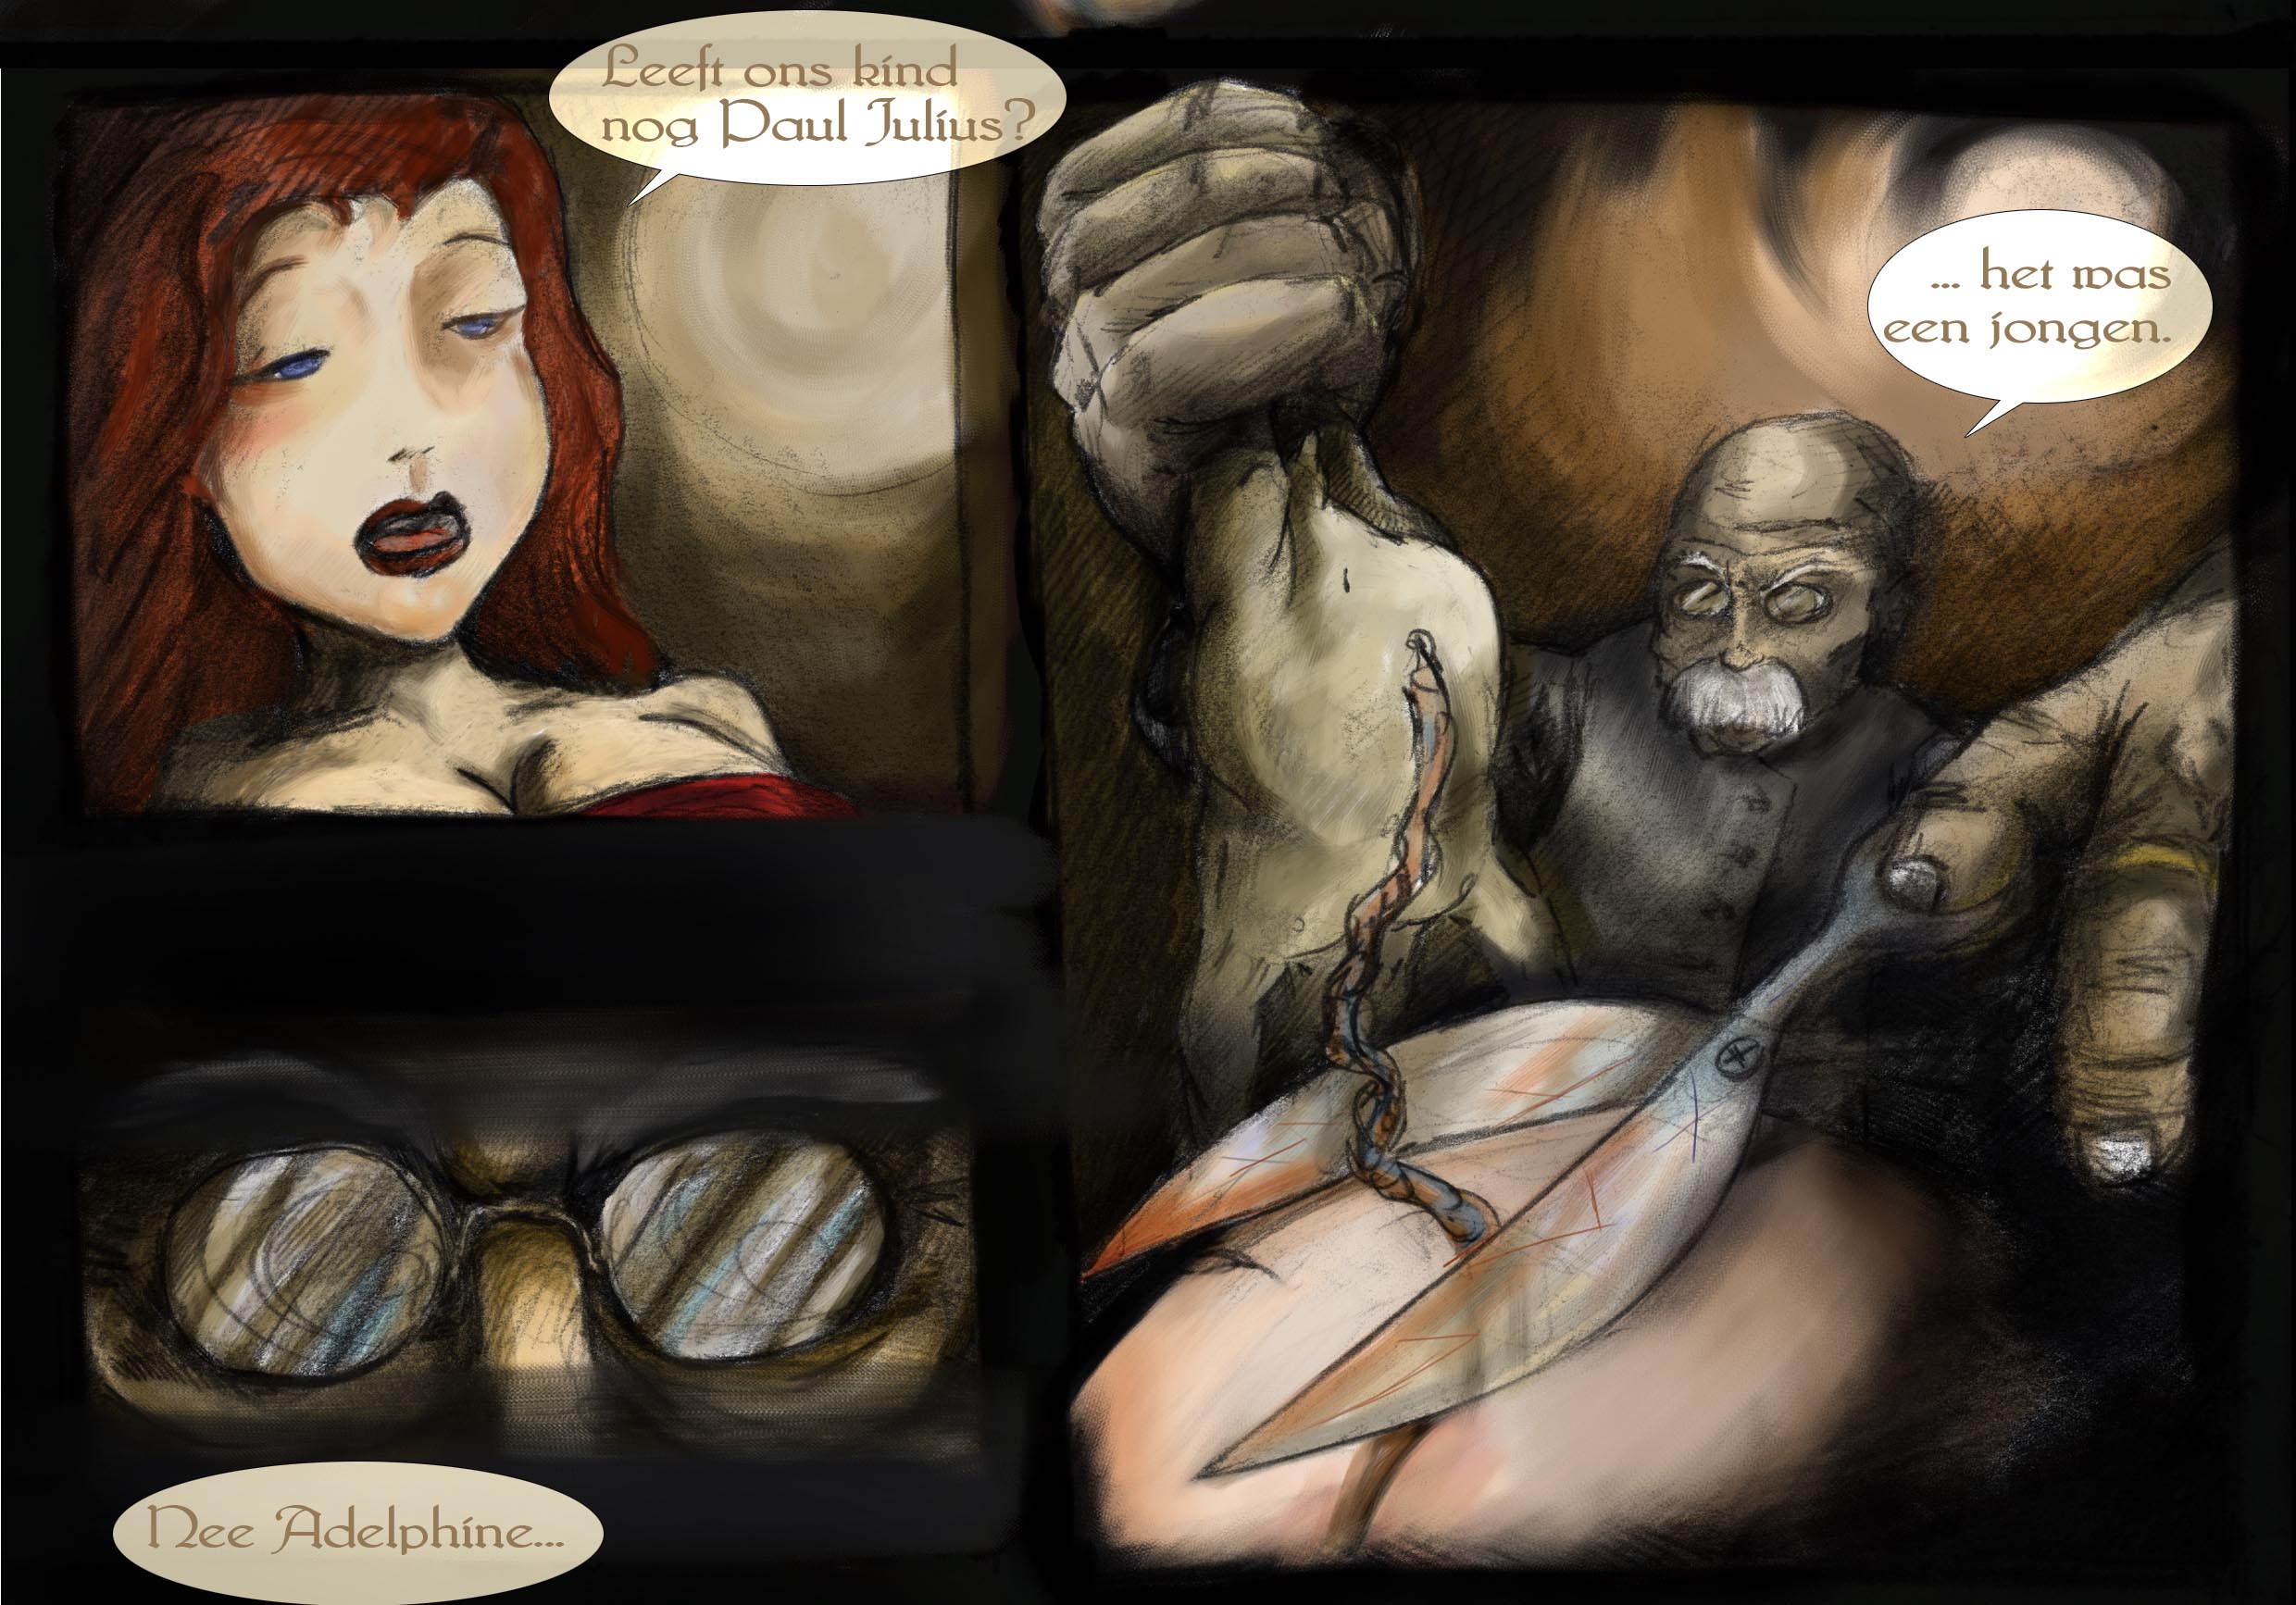 Leeft ons kind
nog Paul Julius?
Nee Adelphine...
... het was
een jongen.